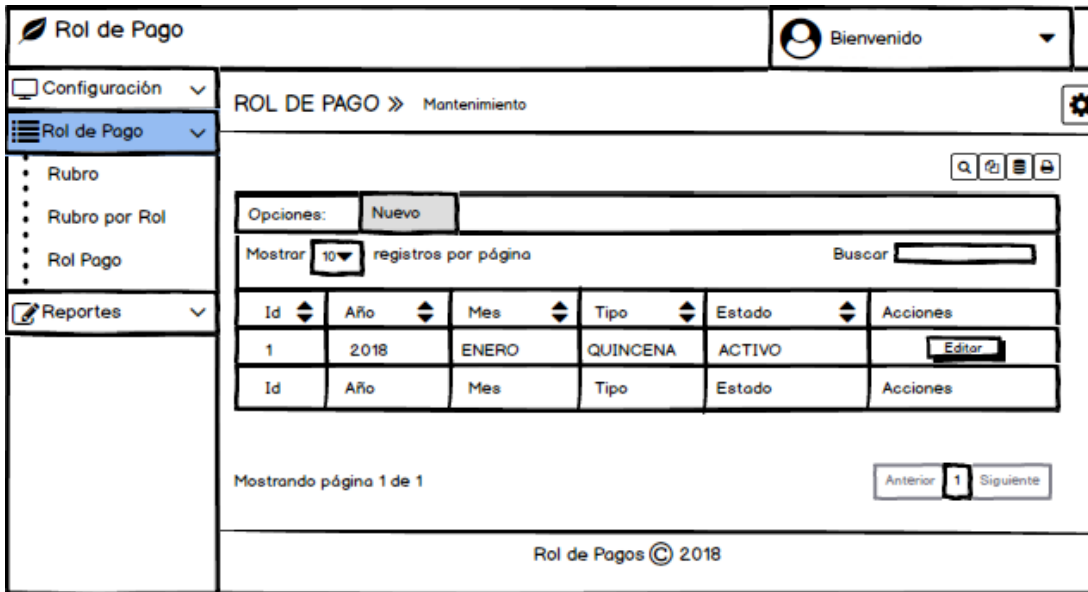 Rol de Pago
Bienvenido
Configuración
Rol de Pago
Rubro
Rubro por Rol
Rol Pago
Reportes
ROL DE PAGO » Mantenimiento
Opciones: Nuevo
Mostrar 10 registros por página Buscar
Id Año Mes Tipo Estado Acciones
1 2018 ENERO QUINCENA ACTIVO Editar
Id Año Mes Tipo Estado Acciones
Mostrando página 1 de 1
Anterior 1 Siguiente
Rol de Pagos © 2018